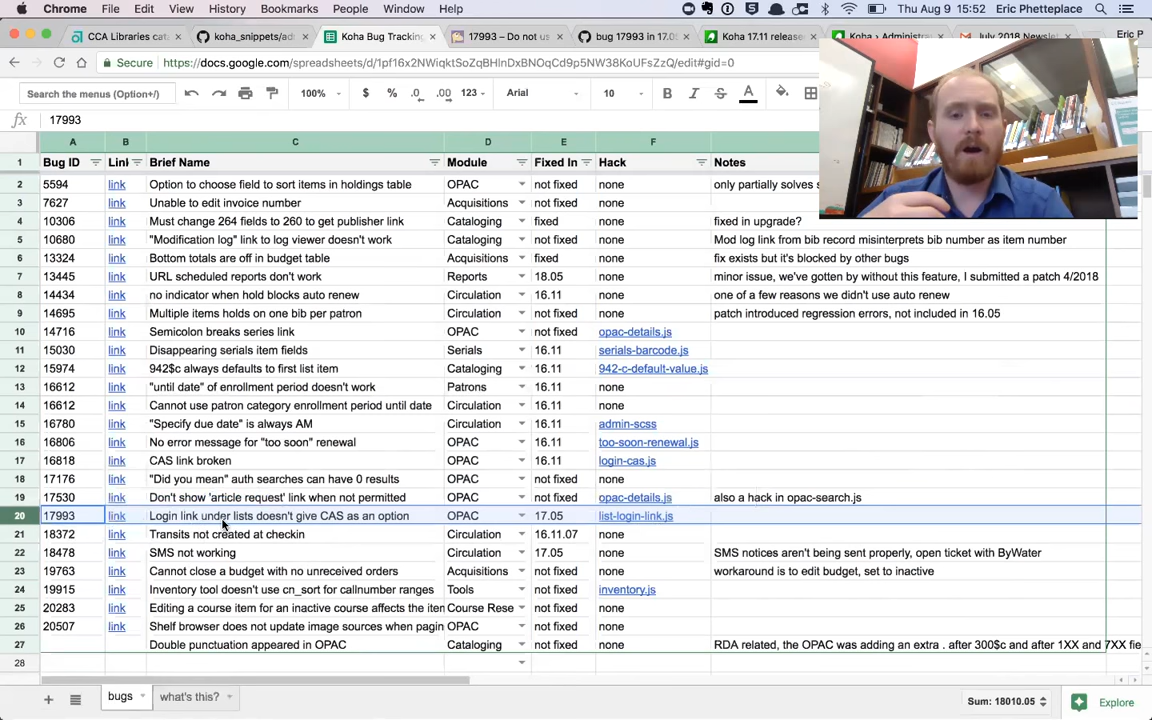 Chrome File Edit View History Bookmarks People Window Help Thu Aug 9 15:52 Eric Phetteplace
CCA Libraries cat koha_snippets/ad Koha Bug Trackin 17993 – Do not u bug 17993 in 17.0 Koha 17.11 release Koha › Administra July 2018 Newslet Eric P
Secure https://docs.google.com/spreadsheets/d/1pf16x2NWiqktSoZqBHlnDxBNOqCd9p5NW38KoUFsZzQ/edit#gid=0
Search the menus (Option+/) 100% $ % .0 .00 123 Arial 10 B I S A
fx 17993
A B C D E F
1 Bug ID Link Brief Name Module Fixed In Hack Notes
2 5594 link Option to choose field to sort items in holdings table OPAC not fixed none only partially solves
3 7627 link Unable to edit invoice number Acquisitions not fixed none
4 10306 link Must change 264 fields to 260 to get publisher link Cataloging fixed none fixed in upgrade?
5 10680 link "Modification log" link to log viewer doesn't work Cataloging not fixed none Mod log link from bib record misinterprets bib number as item number
6 13324 link Bottom totals are off in budget table Acquisitions fixed none fix exists but it's blocked by other bugs
7 13445 link URL scheduled reports don't work Reports 18.05 none minor issue, we've gotten by without this feature, I submitted a patch 4/2018
8 14434 link no indicator when hold blocks auto renew Circulation 16.11 none one of a few reasons we didn't use auto renew
9 14695 link Multiple items holds on one bib per patron Circulation not fixed none patch introduced regression errors, not included in 16.05
10 14716 link Semicolon breaks series link OPAC not fixed opac-details.js
11 15030 link Disappearing serials item fields Serials 16.11 serials-barcode.js
12 15974 link 942$c always defaults to first list item Cataloging 16.11 942-c-default-value.js
13 16612 link "until date" of enrollment period doesn't work Patrons 16.11 none
14 16612 link Cannot use patron category enrollment period until date Circulation 16.11 none
15 16780 link "Specify due date" is always AM Circulation 16.11 admin-scss
16 16806 link No error message for "too soon" renewal OPAC 16.11 too-soon-renewal.js
17 16818 link CAS link broken OPAC 16.11 login-cas.js
18 17176 link "Did you mean" auth searches can have 0 results OPAC not fixed none
19 17530 link Don't show 'article request' link when not permitted OPAC not fixed opac-details.js also a hack in opac-search.js
20 17993 link Login link under lists doesn't give CAS as an option OPAC 17.05 list-login-link.js
21 18372 link Transits not created at checkin Circulation 16.11.07 none
22 18478 link SMS not working Circulation 17.05 none SMS notices aren't being sent properly, open ticket with ByWater
23 19763 link Cannot close a budget with no unreceived orders Acquisitions not fixed none workaround is to edit budget, set to inactive
24 19915 link Inventory tool doesn't use cn_sort for callnumber ranges Tools not fixed inventory.js
25 20283 link Editing a course item for an inactive course affects the iten Course Rese not fixed none
26 20507 link Shelf browser does not update image sources when pagin OPAC not fixed none
27 Double punctuation appeared in OPAC Cataloging not fixed none RDA related, the OPAC was adding an extra . after 300$c and after 1XX and 7XX fie
28
bugs what's this? Sum: 18010.05 Explore